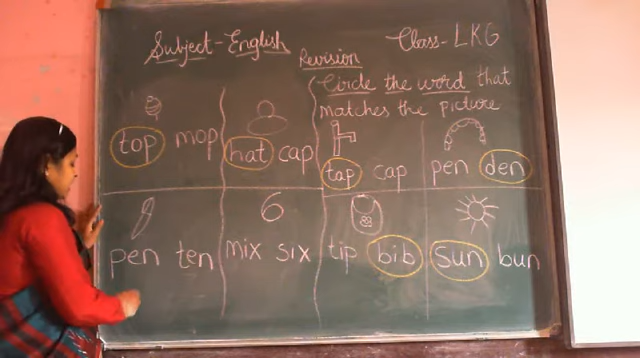 Subject-English Class-LKG
Revision
Circle the word that
matches the picture
top mop hat cap tap cap pen den
6
pen ten mix six tip bib sun bun